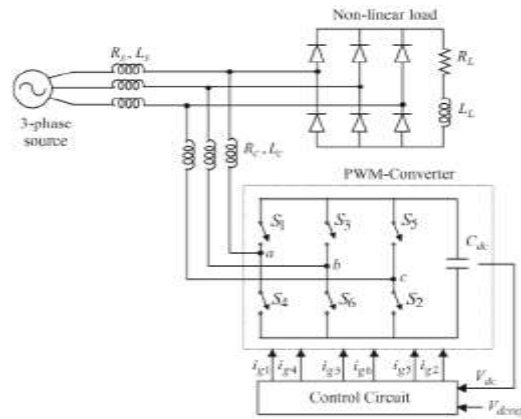 Non-linear load
R_s, L_s
R_L
L_L
3-phase
source
R_c, L_c
PWM-Converter
S_1 S_3 S_5
C_dc
a
b
c
S_4 S_6 S_2
i_g1 i_g4 i_g3 i_g6 i_g5 i_g2
V_dc
Control Circuit
V_dcref